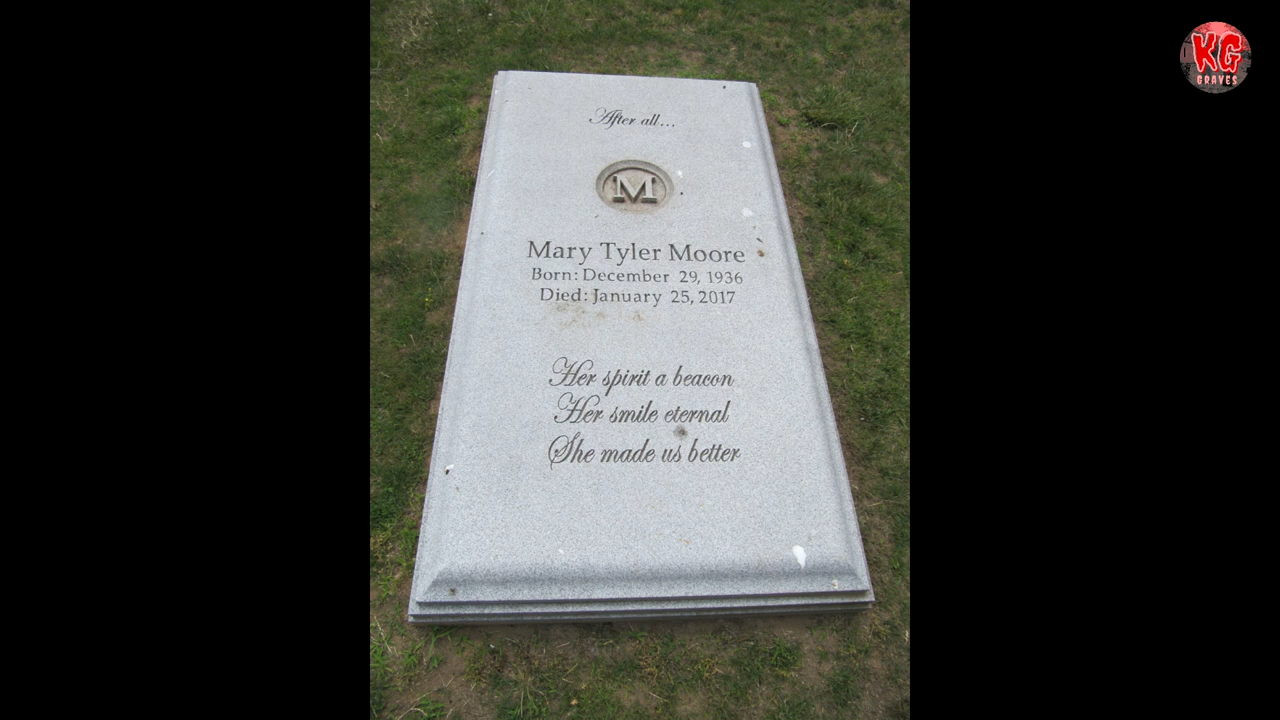 KG
GRAVES
After all...
M
Mary Tyler Moore
Born: December 29, 1936
Died: January 25, 2017
Her spirit a beacon
Her smile eternal
She made us better